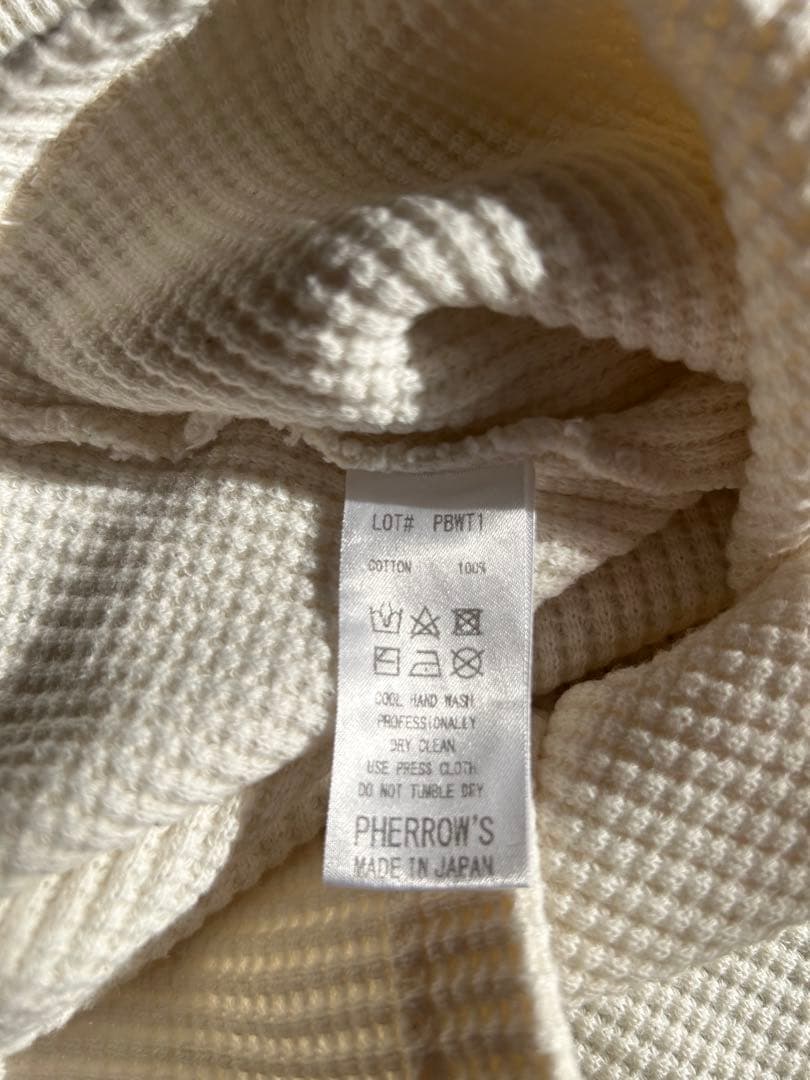 LOT# PBWT1
COTTON 100%
COOL HAND WASH
PROFESSIONALLY
DRY CLEAN
USE PRESS CLOTH
DO NOT TUMBLE DRY
PHERROW'S
MADE IN JAPAN